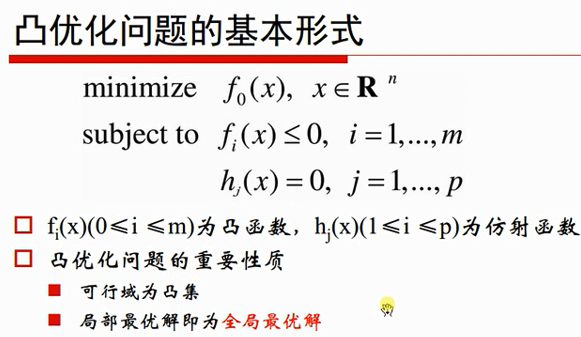 凸优化问题的基本形式
minimize f₀(x), x ∈ R ⁿ
subject to fᵢ(x) ≤ 0, i = 1,..., m
hⱼ(x) = 0, j = 1,..., p
fᵢ(x)(0≤i ≤m)为凸函数，hⱼ(x)(1≤i ≤p)为仿射函数
凸优化问题的重要性质
可行域为凸集
局部最优解即为全局最优解